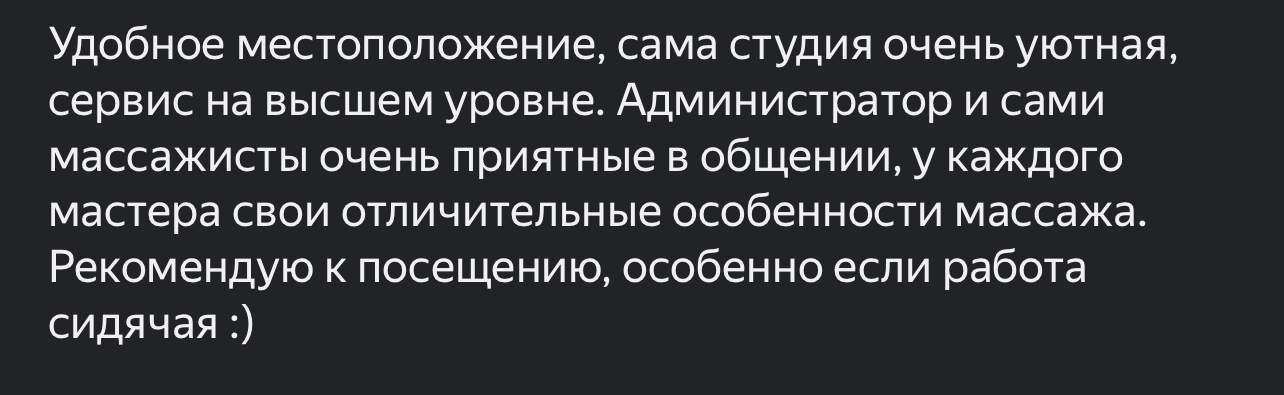 Удобное местоположение, сама студия очень уютная,
сервис на высшем уровне. Администратор и сами
массажисты очень приятные в общении, у каждого
мастера свои отличительные особенности массажа.
Рекомендую к посещению, особенно если работа
сидячая :)